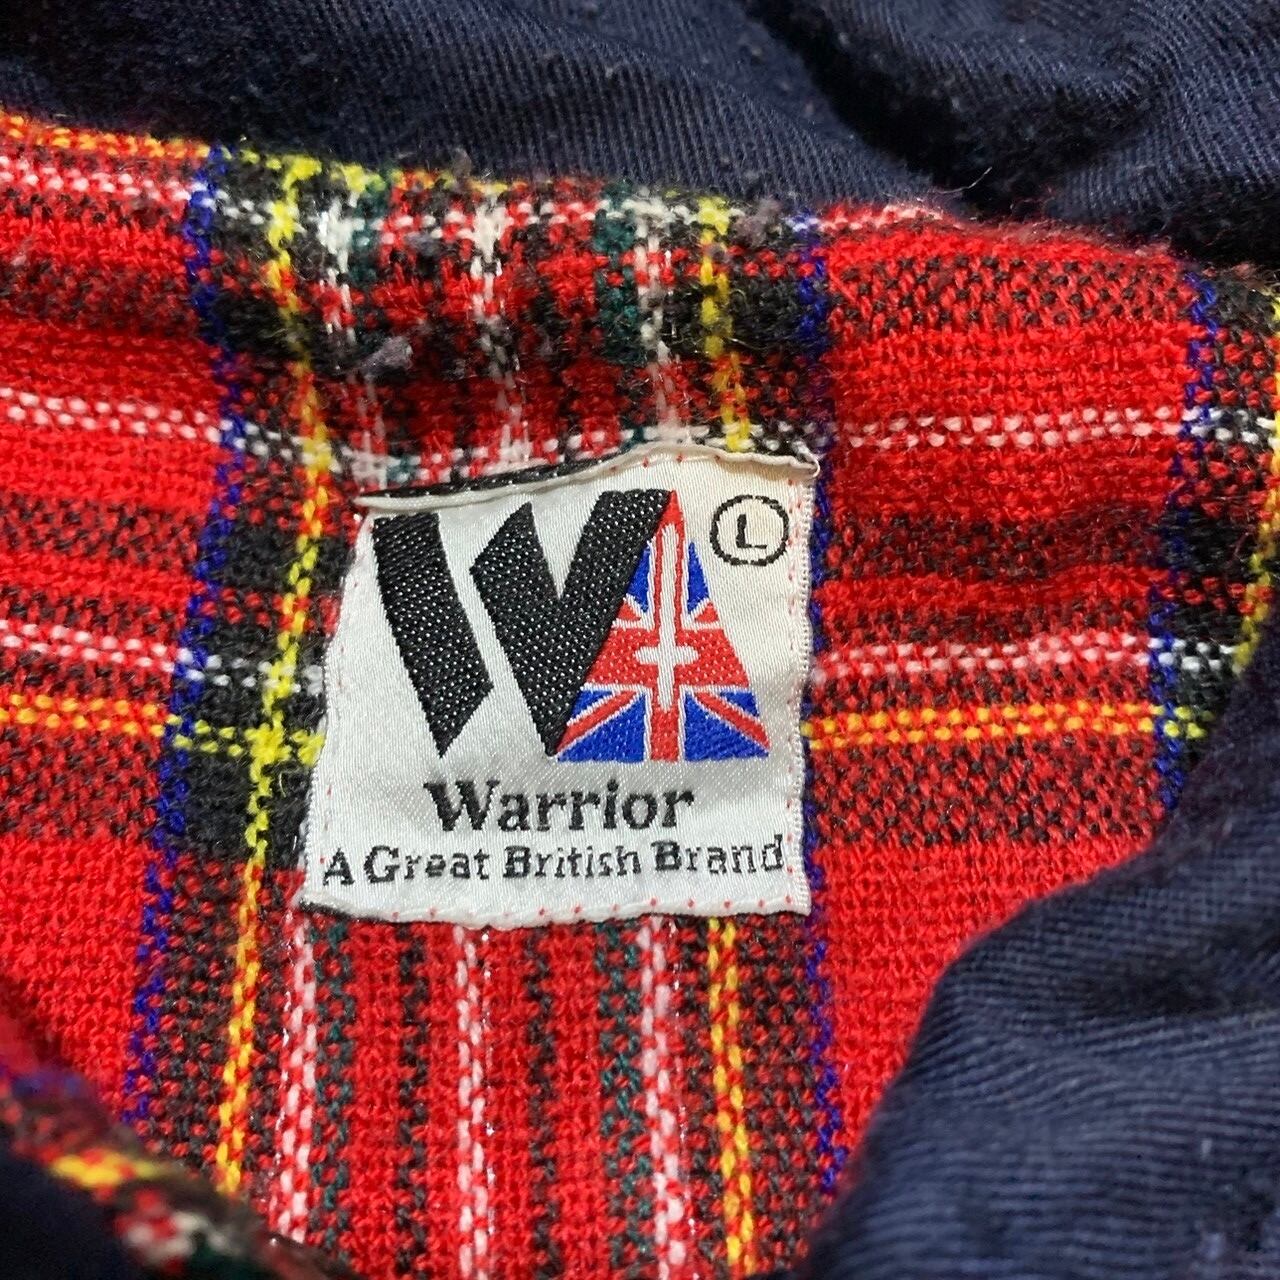 W
L
Warrior
A Great British Brand